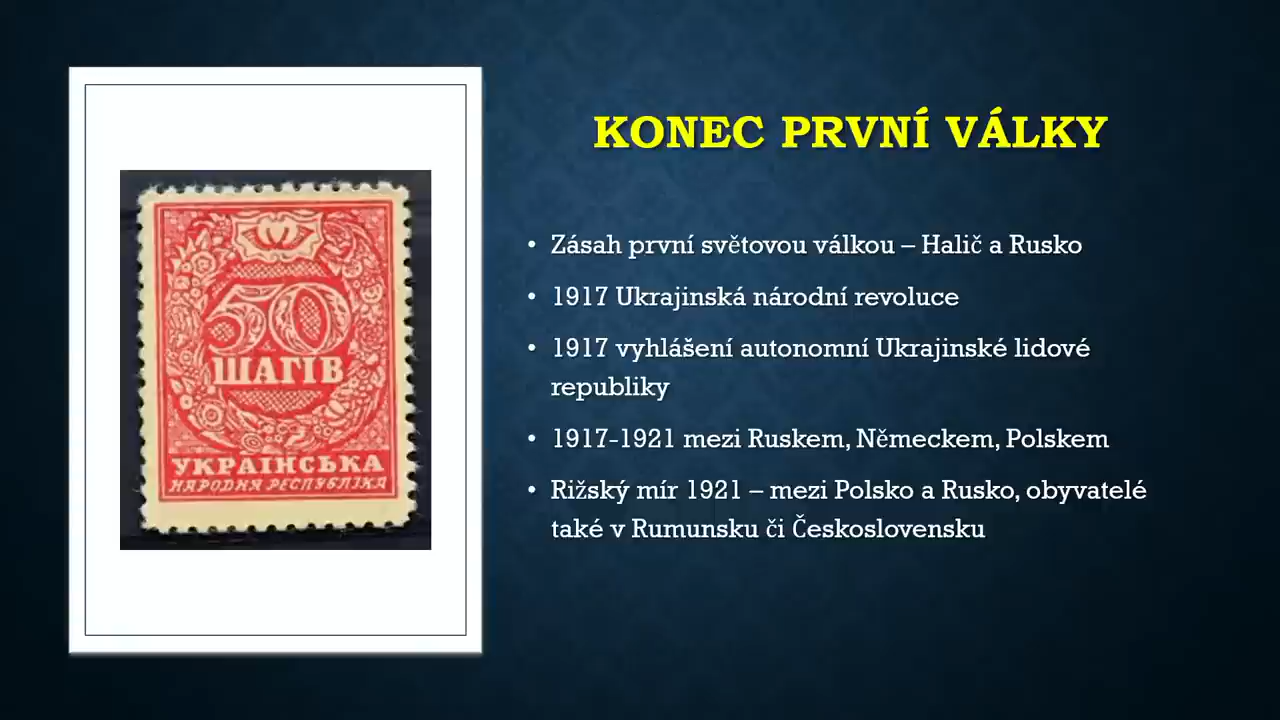 KONEC PRVNÍ VÁLKY
• Zásah první světovou válkou – Halič a Rusko
• 1917 Ukrajinská národní revoluce
• 1917 vyhlášení autonomní Ukrajinské lidové
republiky
• 1917-1921 mezi Ruskem, Německem, Polskem
• Rižský mír 1921 – mezi Polsko a Rusko, obyvatelé
také v Rumunsku či Československu
50
ШАГІВ
УКРАЇНСЬКА
НАРОДНЯ РЕСПУБЛІКА